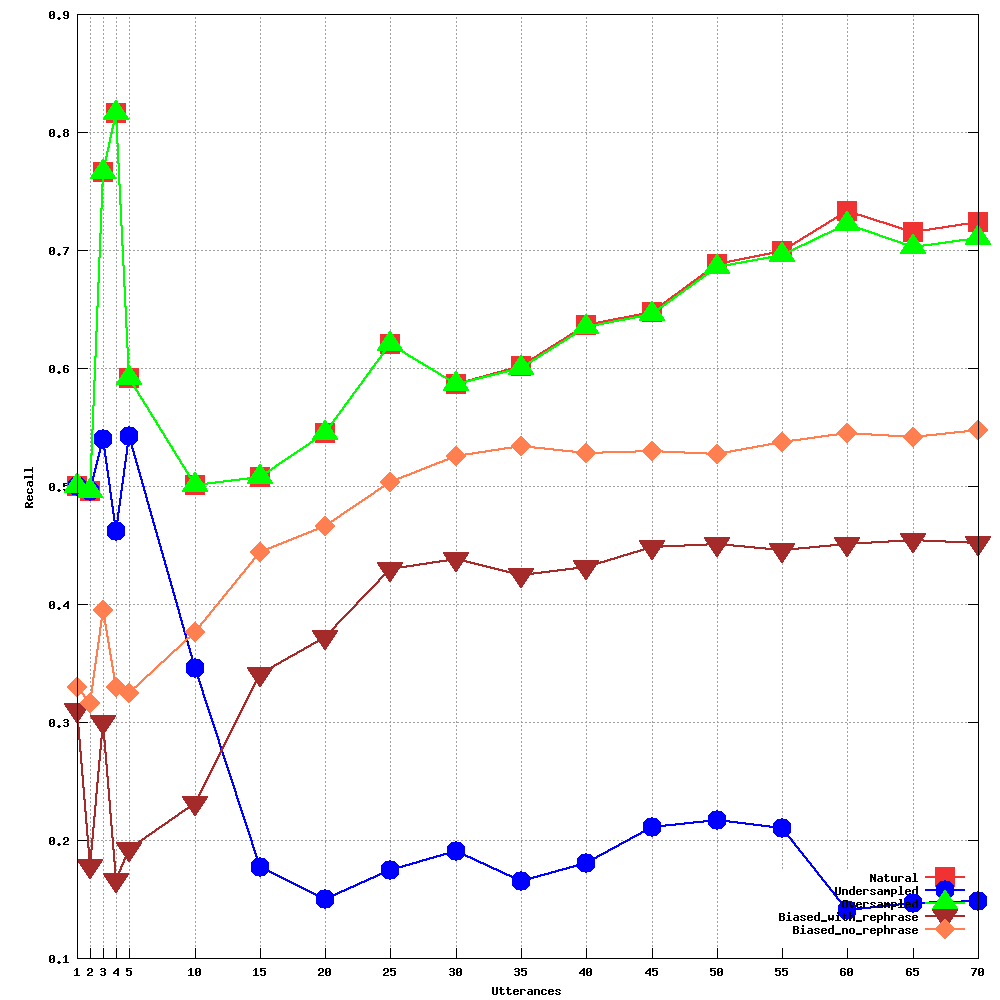 0.9
0.8
0.7
0.6
0.5
0.4
0.3
0.2
0.1
Recall
1 2 3 4 5 10 15 20 25 30 35 40 45 50 55 60 65 70
Utterances
Natural
Undersampled
Oversampled
Biased_with_rephrase
Biased_no_rephrase